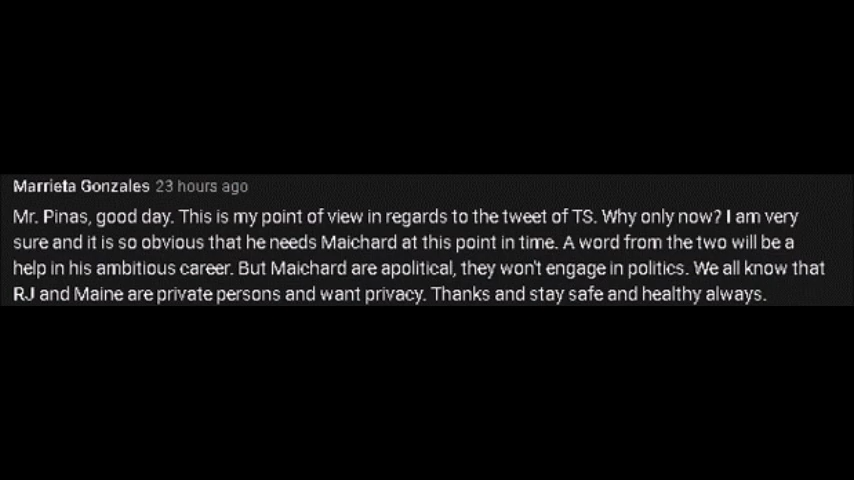 Marrieta Gonzales 23 hours ago
Mr. Pinas, good day. This is my point of view in regards to the tweet of TS. Why only now? I am very
sure and it is so obvious that he needs Maichard at this point in time. A word from the two will be a
help in his ambitious career. But Maichard are apolitical, they won't engage in politics. We all know that
RJ and Maine are private persons and want privacy. Thanks and stay safe and healthy always.